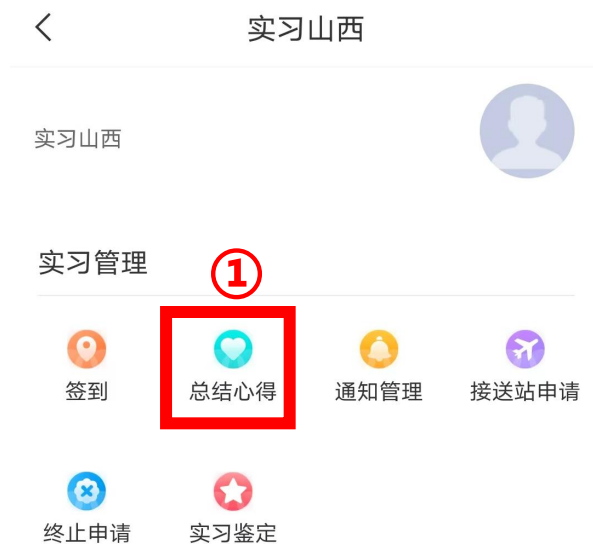 实习山西
实习山西
实习管理
①
签到 总结心得 通知管理 接送站申请
终止申请 实习鉴定